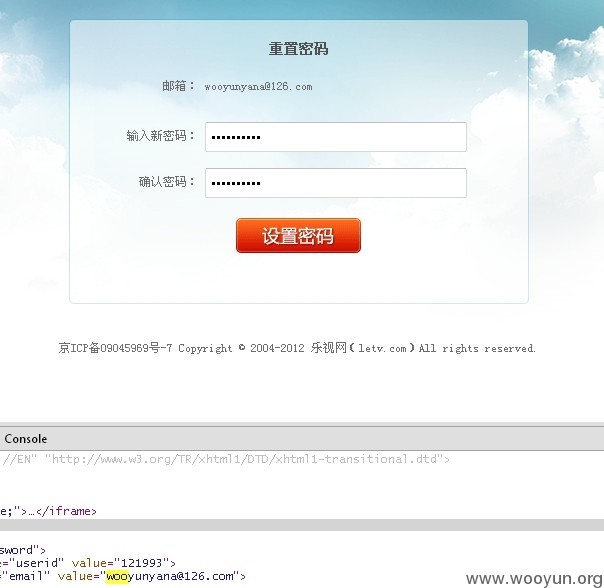 重置密码
邮箱： wooyunyana@126.com
输入新密码： ••••••••••
确认密码： ••••••••••
设置密码
京ICP备09045969号-7 Copyright © 2004-2012 乐视网(letv.com)All rights reserved.
Console
//EN" "http://www.w3.org/TR/xhtml1/DTD/xhtml1-transitional.dtd">
e;">…</iframe>
sword">
="userid" value="121993">
="email" value="wooyunyana@126.com">
www.wooyun.org